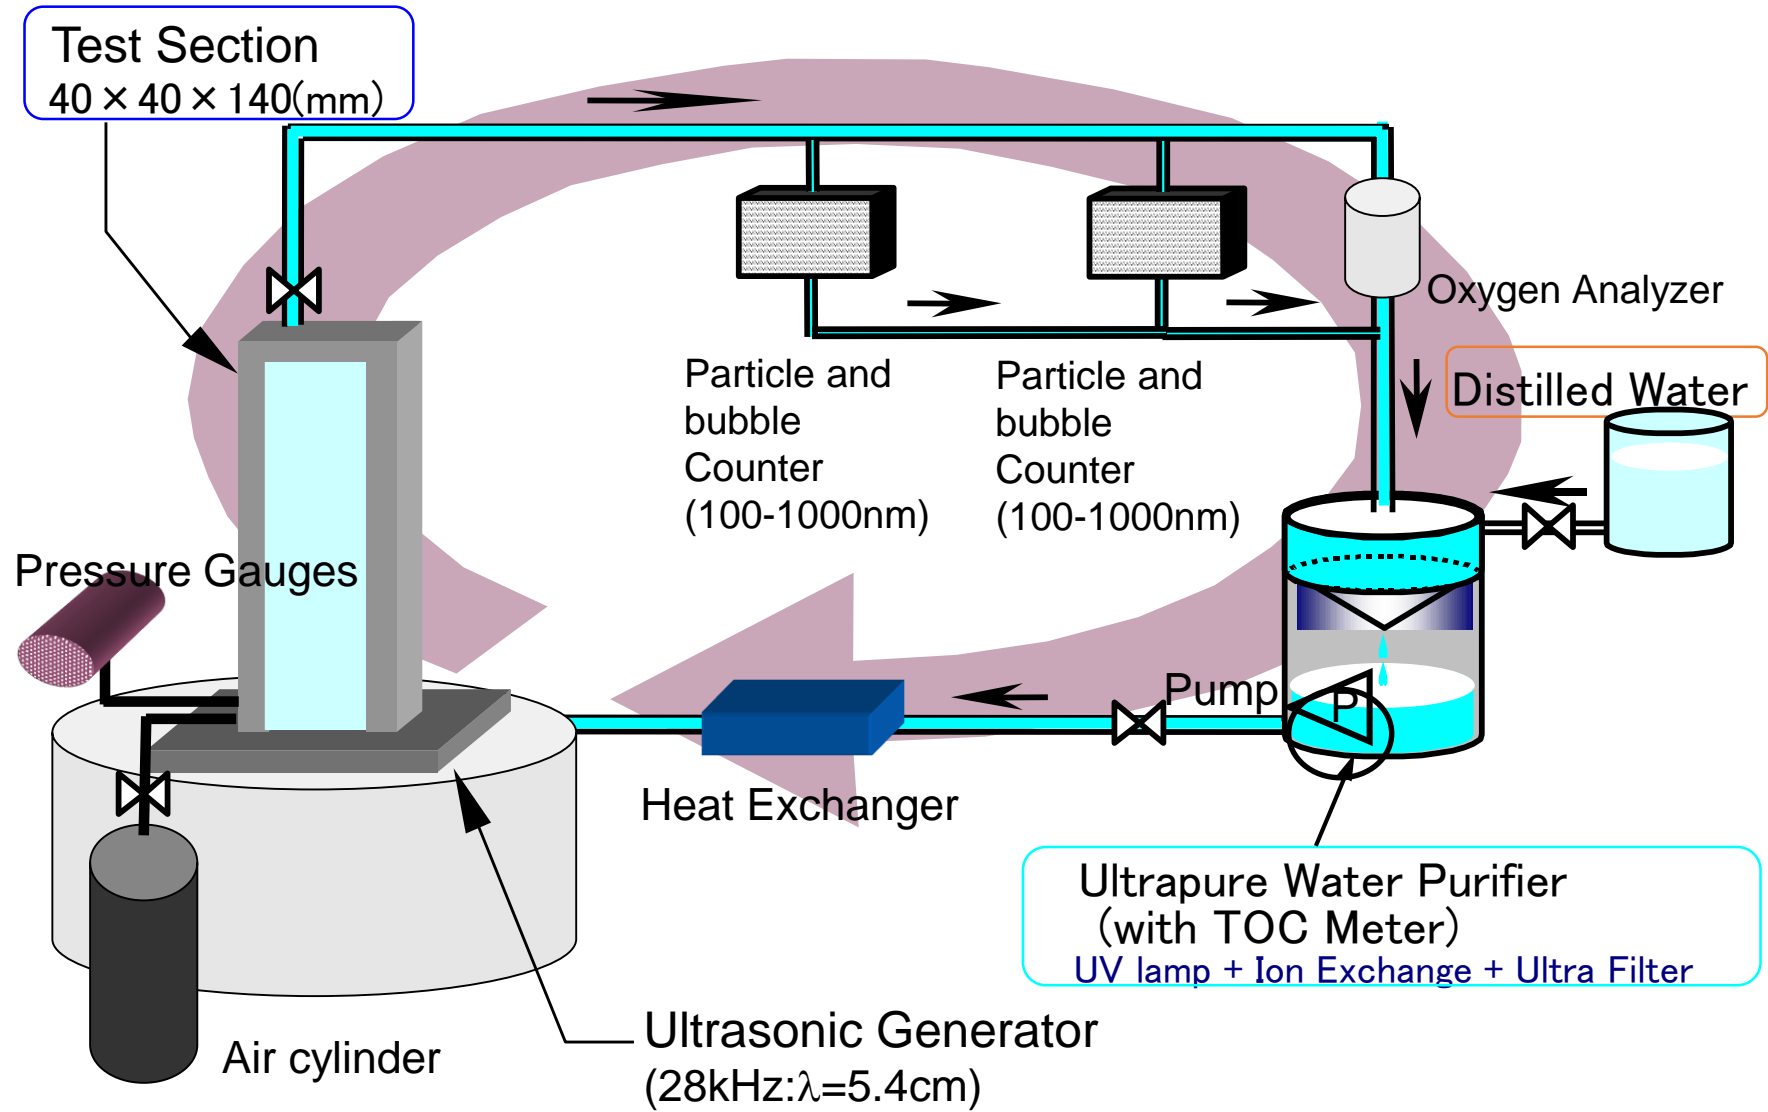 Test Section
40×40×140(mm)
Oxygen Analyzer
Particle and
bubble
Counter
(100-1000nm)
Particle and
bubble
Counter
(100-1000nm)
Distilled Water
Pressure Gauges
Pump
P
Heat Exchanger
Ultrapure Water Purifier
(with TOC Meter)
UV lamp + Ion Exchange + Ultra Filter
Air cylinder
Ultrasonic Generator
(28kHz:λ=5.4cm)